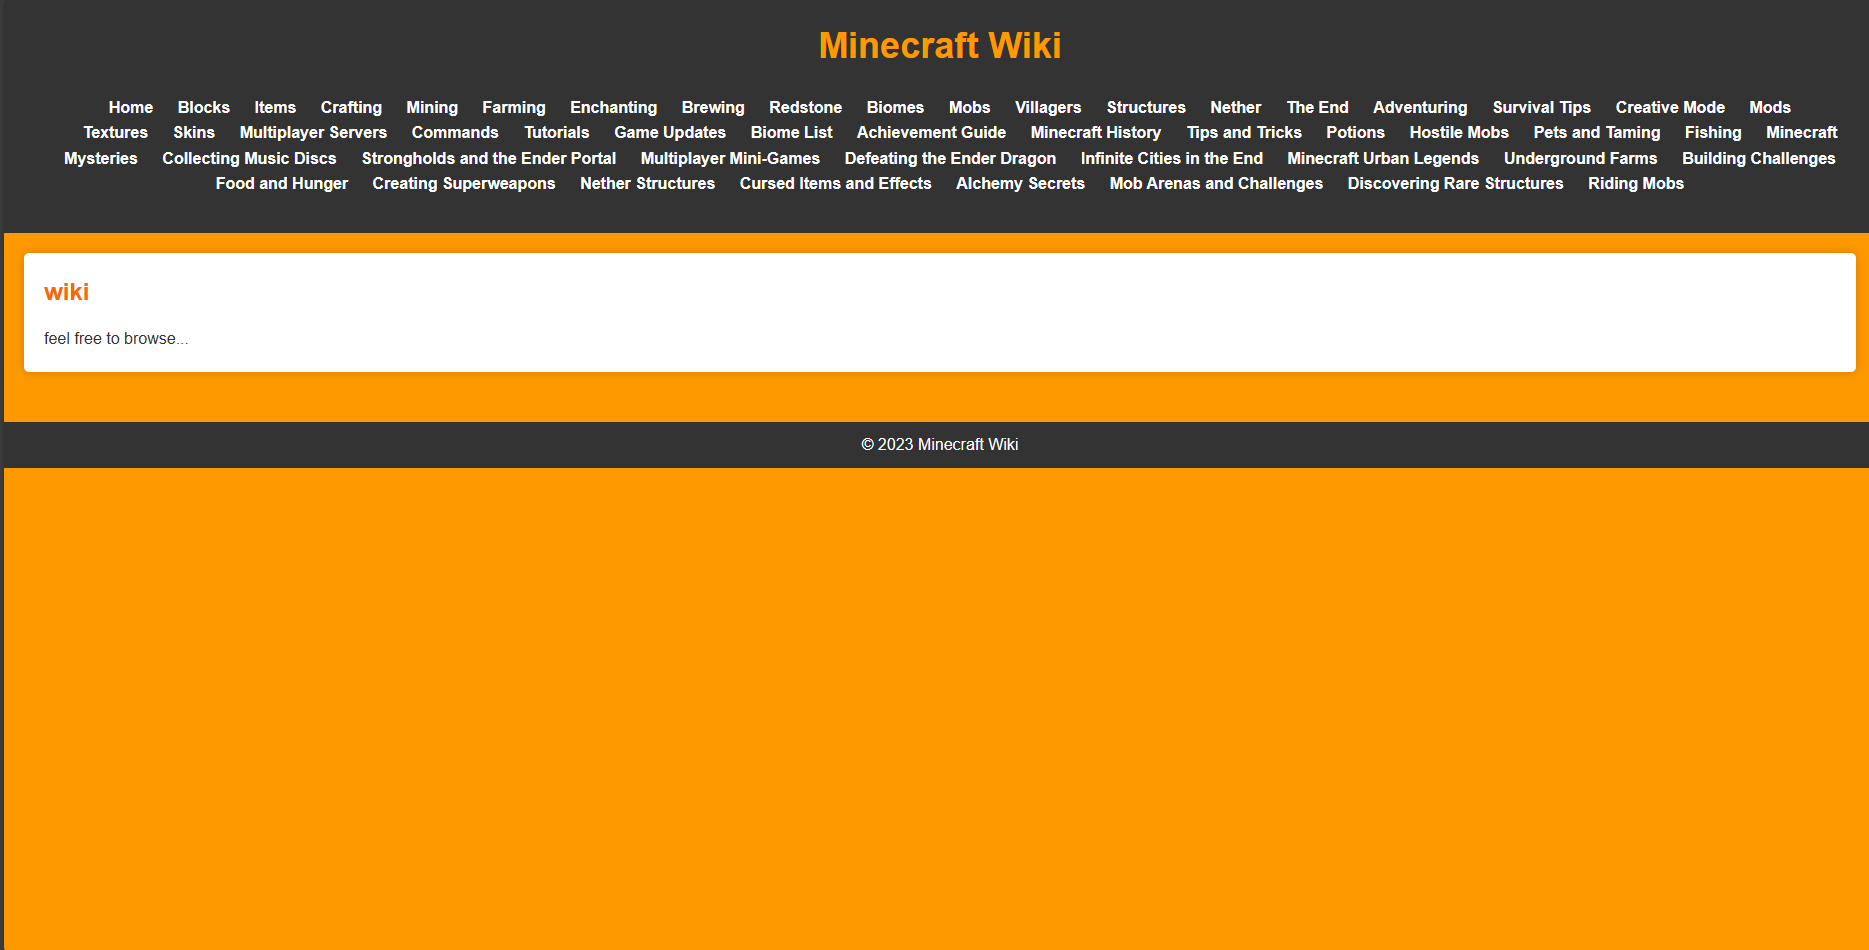 Minecraft Wiki
Home Blocks Items Crafting Mining Farming Enchanting Brewing Redstone Biomes Mobs Villagers Structures Nether The End Adventuring Survival Tips Creative Mode Mods
Textures Skins Multiplayer Servers Commands Tutorials Game Updates Biome List Achievement Guide Minecraft History Tips and Tricks Potions Hostile Mobs Pets and Taming Fishing Minecraft
Mysteries Collecting Music Discs Strongholds and the Ender Portal Multiplayer Mini-Games Defeating the Ender Dragon Infinite Cities in the End Minecraft Urban Legends Underground Farms Building Challenges
Food and Hunger Creating Superweapons Nether Structures Cursed Items and Effects Alchemy Secrets Mob Arenas and Challenges Discovering Rare Structures Riding Mobs
wiki
feel free to browse...
© 2023 Minecraft Wiki